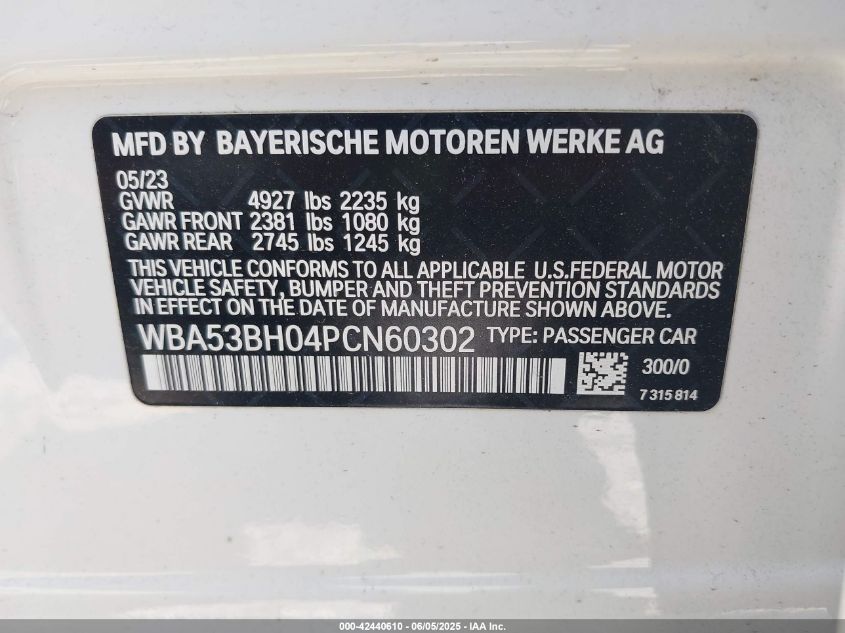 MFD BY BAYERISCHE MOTOREN WERKE AG
05/23
GVWR 4927 lbs 2235 kg
GAWR FRONT 2381 lbs 1080 kg
GAWR REAR 2745 lbs 1245 kg
THIS VEHICLE CONFORMS TO ALL APPLICABLE U.S.FEDERAL MOTOR
VEHICLE SAFETY, BUMPER AND THEFT PREVENTION STANDARDS
IN EFFECT ON THE DATE OF MANUFACTURE SHOWN ABOVE.
WBA53BH04PCN60302 TYPE: PASSENGER CAR
300/0
7 315 814
000-42440610 - 06/05/2025 - IAA Inc.